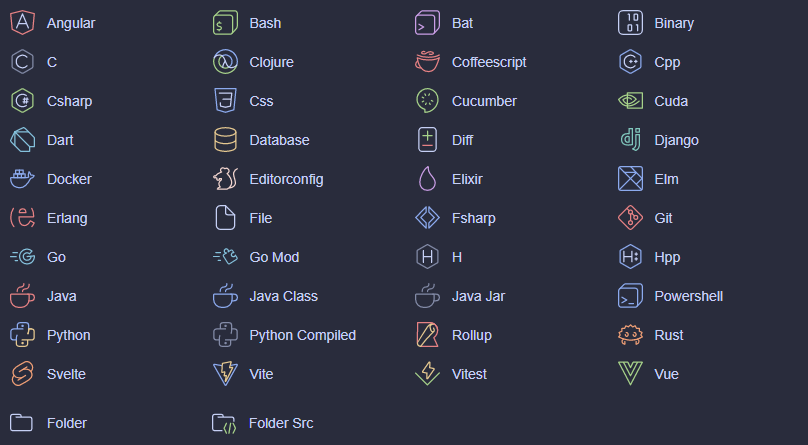 Angular Bash Bat Binary
C Clojure Coffeescript Cpp
Csharp Css Cucumber Cuda
Dart Database Diff Django
Docker Editorconfig Elixir Elm
Erlang File Fsharp Git
Go Go Mod H Hpp
Java Java Class Java Jar Powershell
Python Python Compiled Rollup Rust
Svelte Vite Vitest Vue
Folder Folder Src